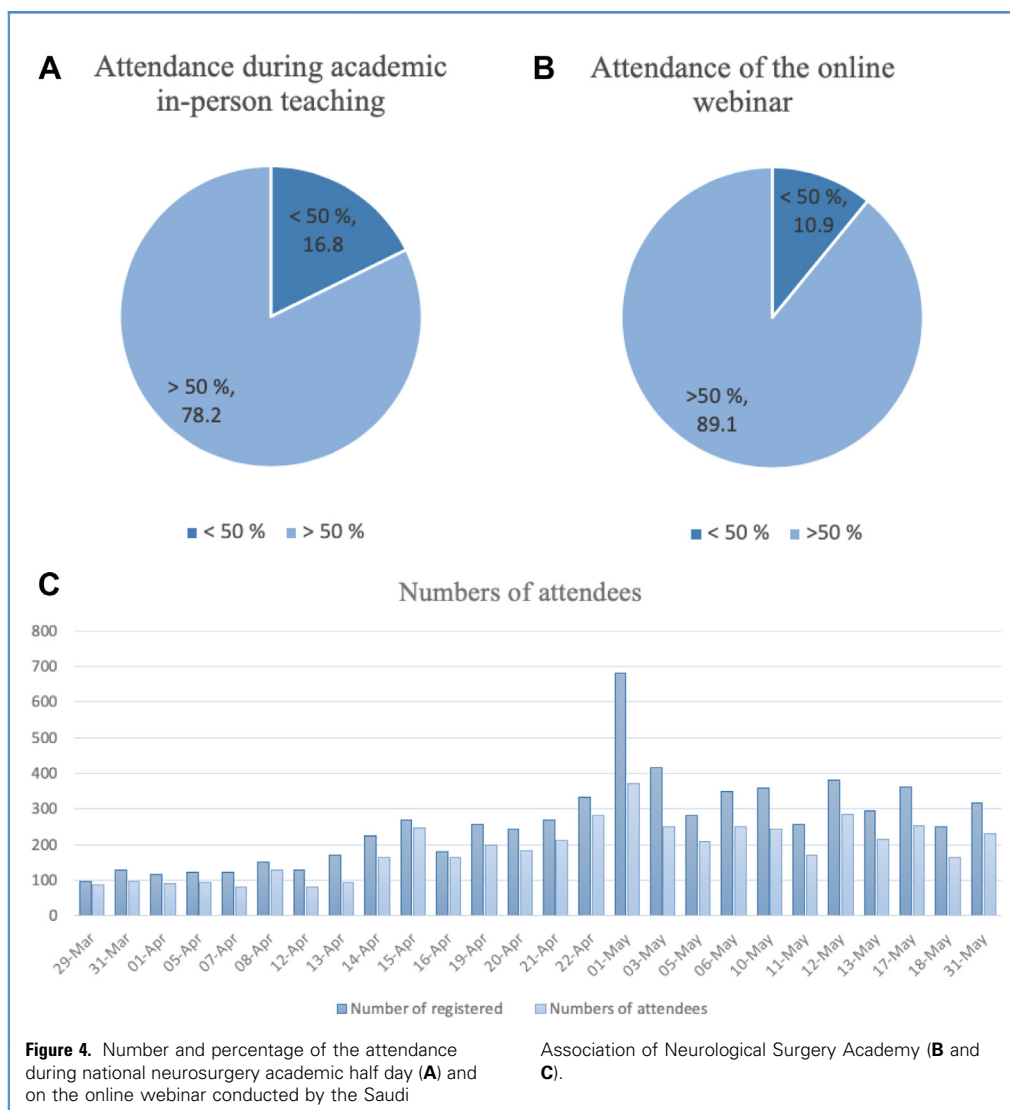 A
Attendance during academic
in-person teaching
< 50 %,
16.8
> 50 %,
78.2
< 50 % > 50 %
B
Attendance of the online
webinar
< 50 %,
10.9
>50 %,
89.1
< 50 % >50 %
C
Numbers of attendees
800
700
600
500
400
300
200
100
0
29-Mar 31-Mar 01-Apr 05-Apr 07-Apr 08-Apr 12-Apr 13-Apr 14-Apr 15-Apr 16-Apr 19-Apr 20-Apr 21-Apr 22-Apr 01-May 03-May 05-May 06-May 10-May 11-May 12-May 13-May 17-May 18-May 31-May
Number of registered Numbers of attendees
Figure 4. Number and percentage of the attendance
during national neurosurgery academic half day (A) and
on the online webinar conducted by the Saudi
Association of Neurological Surgery Academy (B and
C).